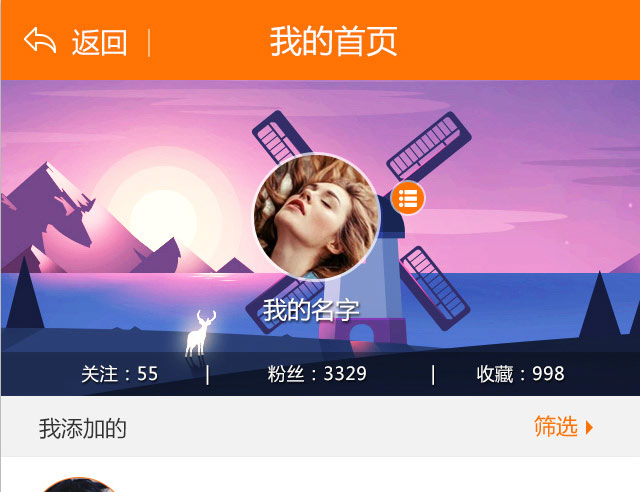 返回 | 我的首页
我的名字
关注：55 | 粉丝：3329 | 收藏：998
我添加的 筛选